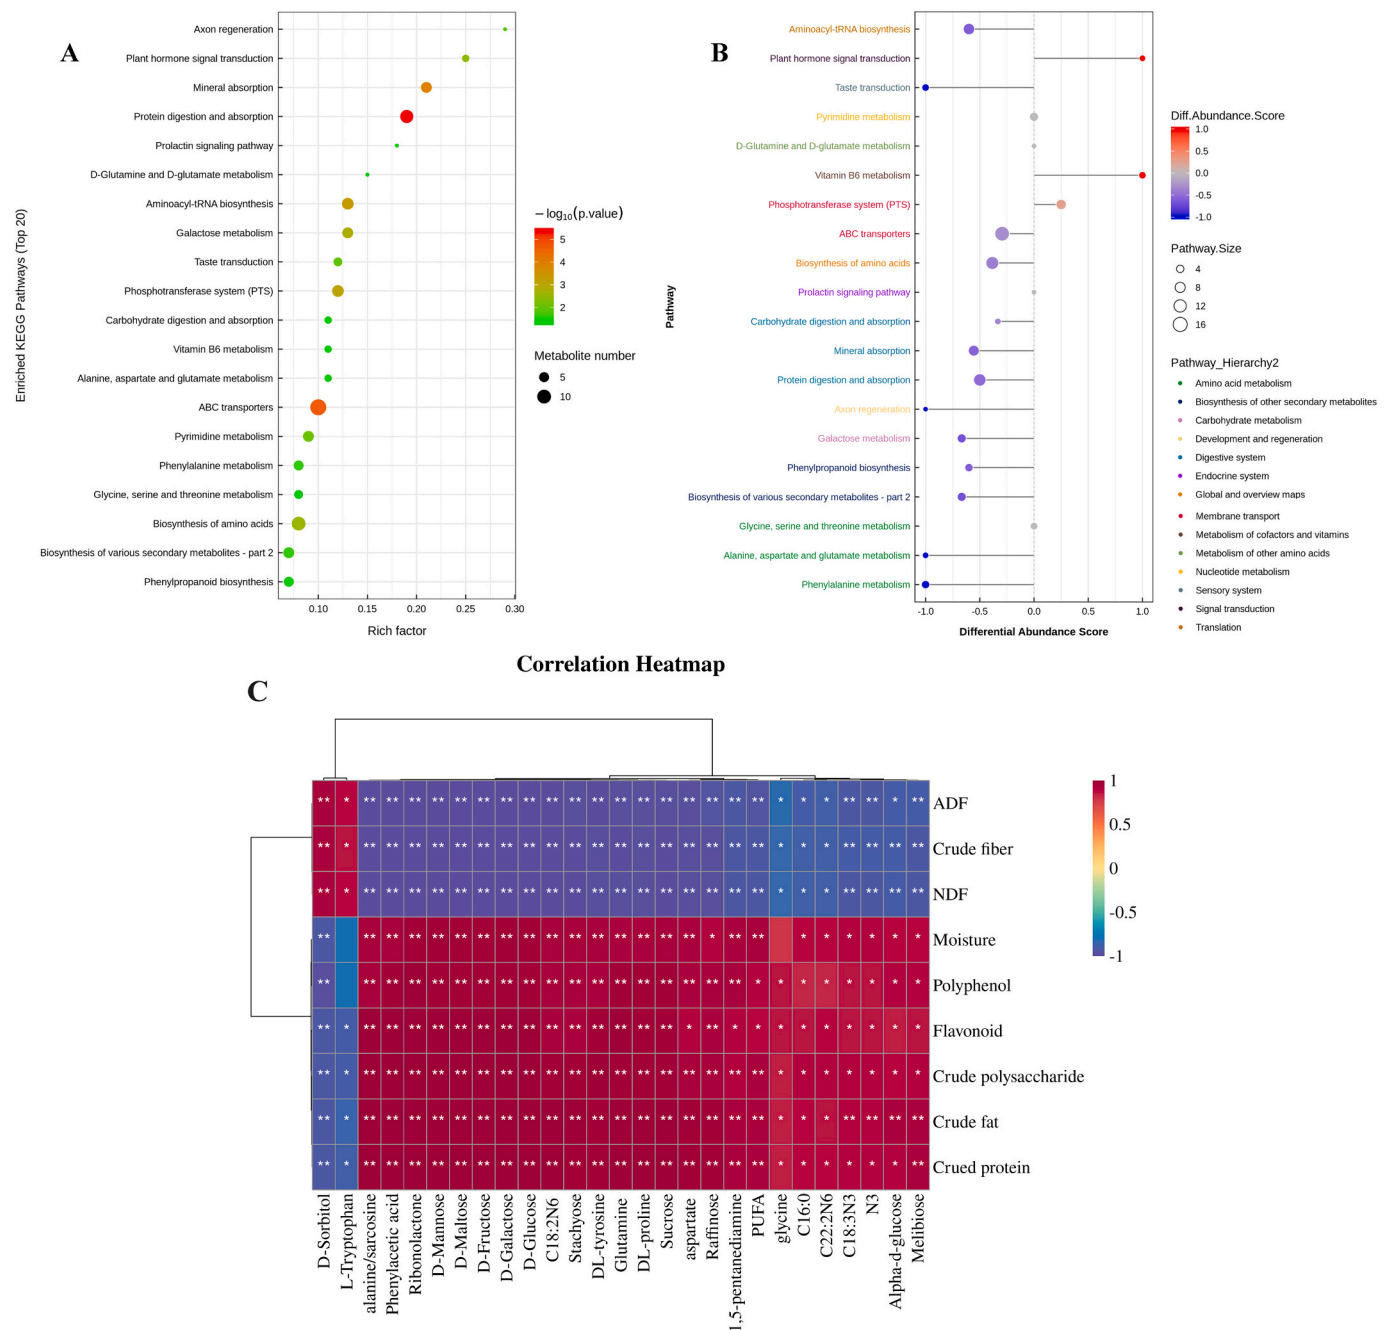 A
Enriched KEGG Pathways (Top 20)
Axon regeneration
Plant hormone signal transduction
Mineral absorption
Protein digestion and absorption
Prolactin signaling pathway
D-Glutamine and D-glutamate metabolism
Aminoacyl-tRNA biosynthesis
Galactose metabolism
Taste transduction
Phosphotransferase system (PTS)
Carbohydrate digestion and absorption
Vitamin B6 metabolism
Alanine, aspartate and glutamate metabolism
ABC transporters
Pyrimidine metabolism
Phenylalanine metabolism
Glycine, serine and threonine metabolism
Biosynthesis of amino acids
Biosynthesis of various secondary metabolites - part 2
Phenylpropanoid biosynthesis
0.10 0.15 0.20 0.25 0.30
Rich factor
−log10(p.value)
5
4
3
2
Metabolite number
5
10
B
Pathway
Aminoacyl-tRNA biosynthesis
Plant hormone signal transduction
Taste transduction
Pyrimidine metabolism
D-Glutamine and D-glutamate metabolism
Vitamin B6 metabolism
Phosphotransferase system (PTS)
ABC transporters
Biosynthesis of amino acids
Prolactin signaling pathway
Carbohydrate digestion and absorption
Mineral absorption
Protein digestion and absorption
Axon regeneration
Galactose metabolism
Phenylpropanoid biosynthesis
Biosynthesis of various secondary metabolites - part 2
Glycine, serine and threonine metabolism
Alanine, aspartate and glutamate metabolism
Phenylalanine metabolism
-1.0 -0.5 0.0 0.5 1.0
Differential Abundance Score
Diff.Abundance.Score
1.0
0.5
0.0
-0.5
-1.0
Pathway.Size
4
8
12
16
Pathway_Hierarchy2
Amino acid metabolism
Biosynthesis of other secondary metabolites
Carbohydrate metabolism
Development and regeneration
Digestive system
Endocrine system
Global and overview maps
Membrane transport
Metabolism of cofactors and vitamins
Metabolism of other amino acids
Nucleotide metabolism
Sensory system
Signal transduction
Translation
Correlation Heatmap
C
** * ** ** ** ** ** ** ** ** ** ** ** ** ** ** ** ** ** ** * * * ** ** * ** ADF
** * ** ** ** ** ** ** ** ** ** ** ** ** ** ** ** ** ** ** * * * ** ** ** ** Crude fiber
** * ** ** ** ** ** ** ** ** ** ** ** ** ** ** ** ** ** ** * * * ** ** ** ** NDF
** ** ** ** ** ** ** ** ** ** ** ** ** ** ** ** * ** ** * * * * * * Moisture
** ** ** ** ** ** ** ** ** ** ** ** ** ** ** ** ** ** * * * * * * * * Polyphenol
** * ** ** ** ** ** ** ** ** ** ** ** ** ** ** * ** * * * * * * * * * Flavonoid
** * ** ** ** ** ** ** ** ** ** ** ** ** ** ** ** ** ** ** * * * * * * * Crude polysaccharide
** * ** ** ** ** ** ** ** ** ** ** ** ** ** ** ** ** ** ** * * * ** ** ** ** Crude fat
** * ** ** ** ** ** ** ** ** ** ** ** ** ** ** ** ** ** ** * * * * * * ** Crued protein
D-Sorbitol
L-Tryptophan
alanine/sarcosine
Phenylacetic acid
Ribonolactone
D-Mannose
D-Maltose
D-Fructose
D-Galactose
D-Glucose
C18:2N6
Stachyose
DL-tyrosine
Glutamine
DL-proline
Sucrose
aspartate
Raffinose
1,5-pentanediamine
PUFA
glycine
C16:0
C22:2N6
C18:3N3
N3
Alpha-d-glucose
Melibiose
1
0.5
0
-0.5
-1